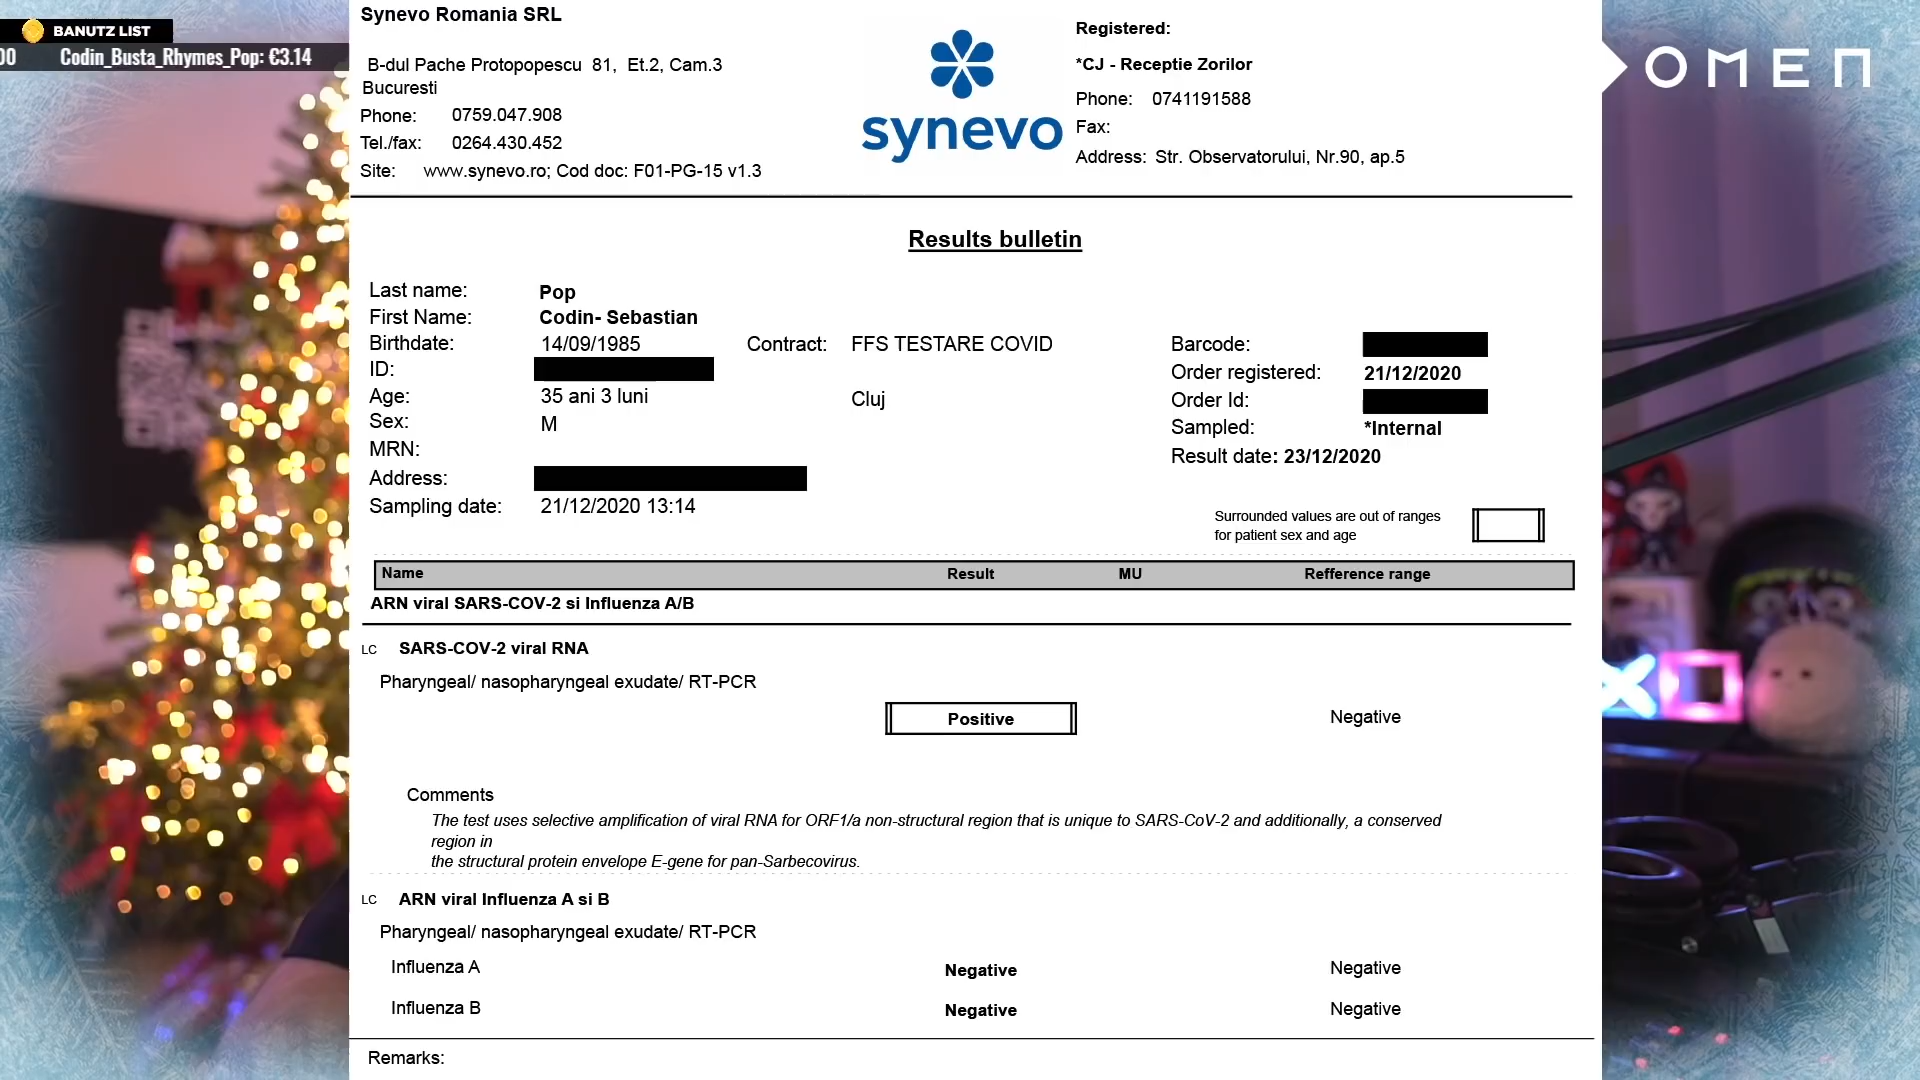 BANUTZ LIST
00 Codin_Busta_Rhymes_Pop: €3.14
Synevo Romania SRL
B-dul Pache Protopopescu 81, Et.2, Cam.3
Bucuresti
Phone: 0759.047.908
Tel./fax: 0264.430.452
Site: www.synevo.ro; Cod doc: F01-PG-15 v1.3
synevo
Registered:
*CJ - Receptie Zorilor
Phone: 0741191588
Fax:
Address: Str. Observatorului, Nr.90, ap.5
OMEN
Results bulletin
Last name: Pop
First Name: Codin- Sebastian
Birthdate: 14/09/1985
ID:
Age: 35 ani 3 luni
Sex: M
MRN:
Address:
Sampling date: 21/12/2020 13:14
Contract: FFS TESTARE COVID
Cluj
Barcode:
Order registered: 21/12/2020
Order Id:
Sampled: *Internal
Result date: 23/12/2020
Surrounded values are out of ranges
for patient sex and age
Name Result MU Refference range
ARN viral SARS-COV-2 si Influenza A/B
LC SARS-COV-2 viral RNA
Pharyngeal/ nasopharyngeal exudate/ RT-PCR
Positive Negative
Comments
The test uses selective amplification of viral RNA for ORF1/a non-structural region that is unique to SARS-CoV-2 and additionally, a conserved
region in
the structural protein envelope E-gene for pan-Sarbecovirus.
LC ARN viral Influenza A si B
Pharyngeal/ nasopharyngeal exudate/ RT-PCR
Influenza A Negative Negative
Influenza B Negative Negative
Remarks: